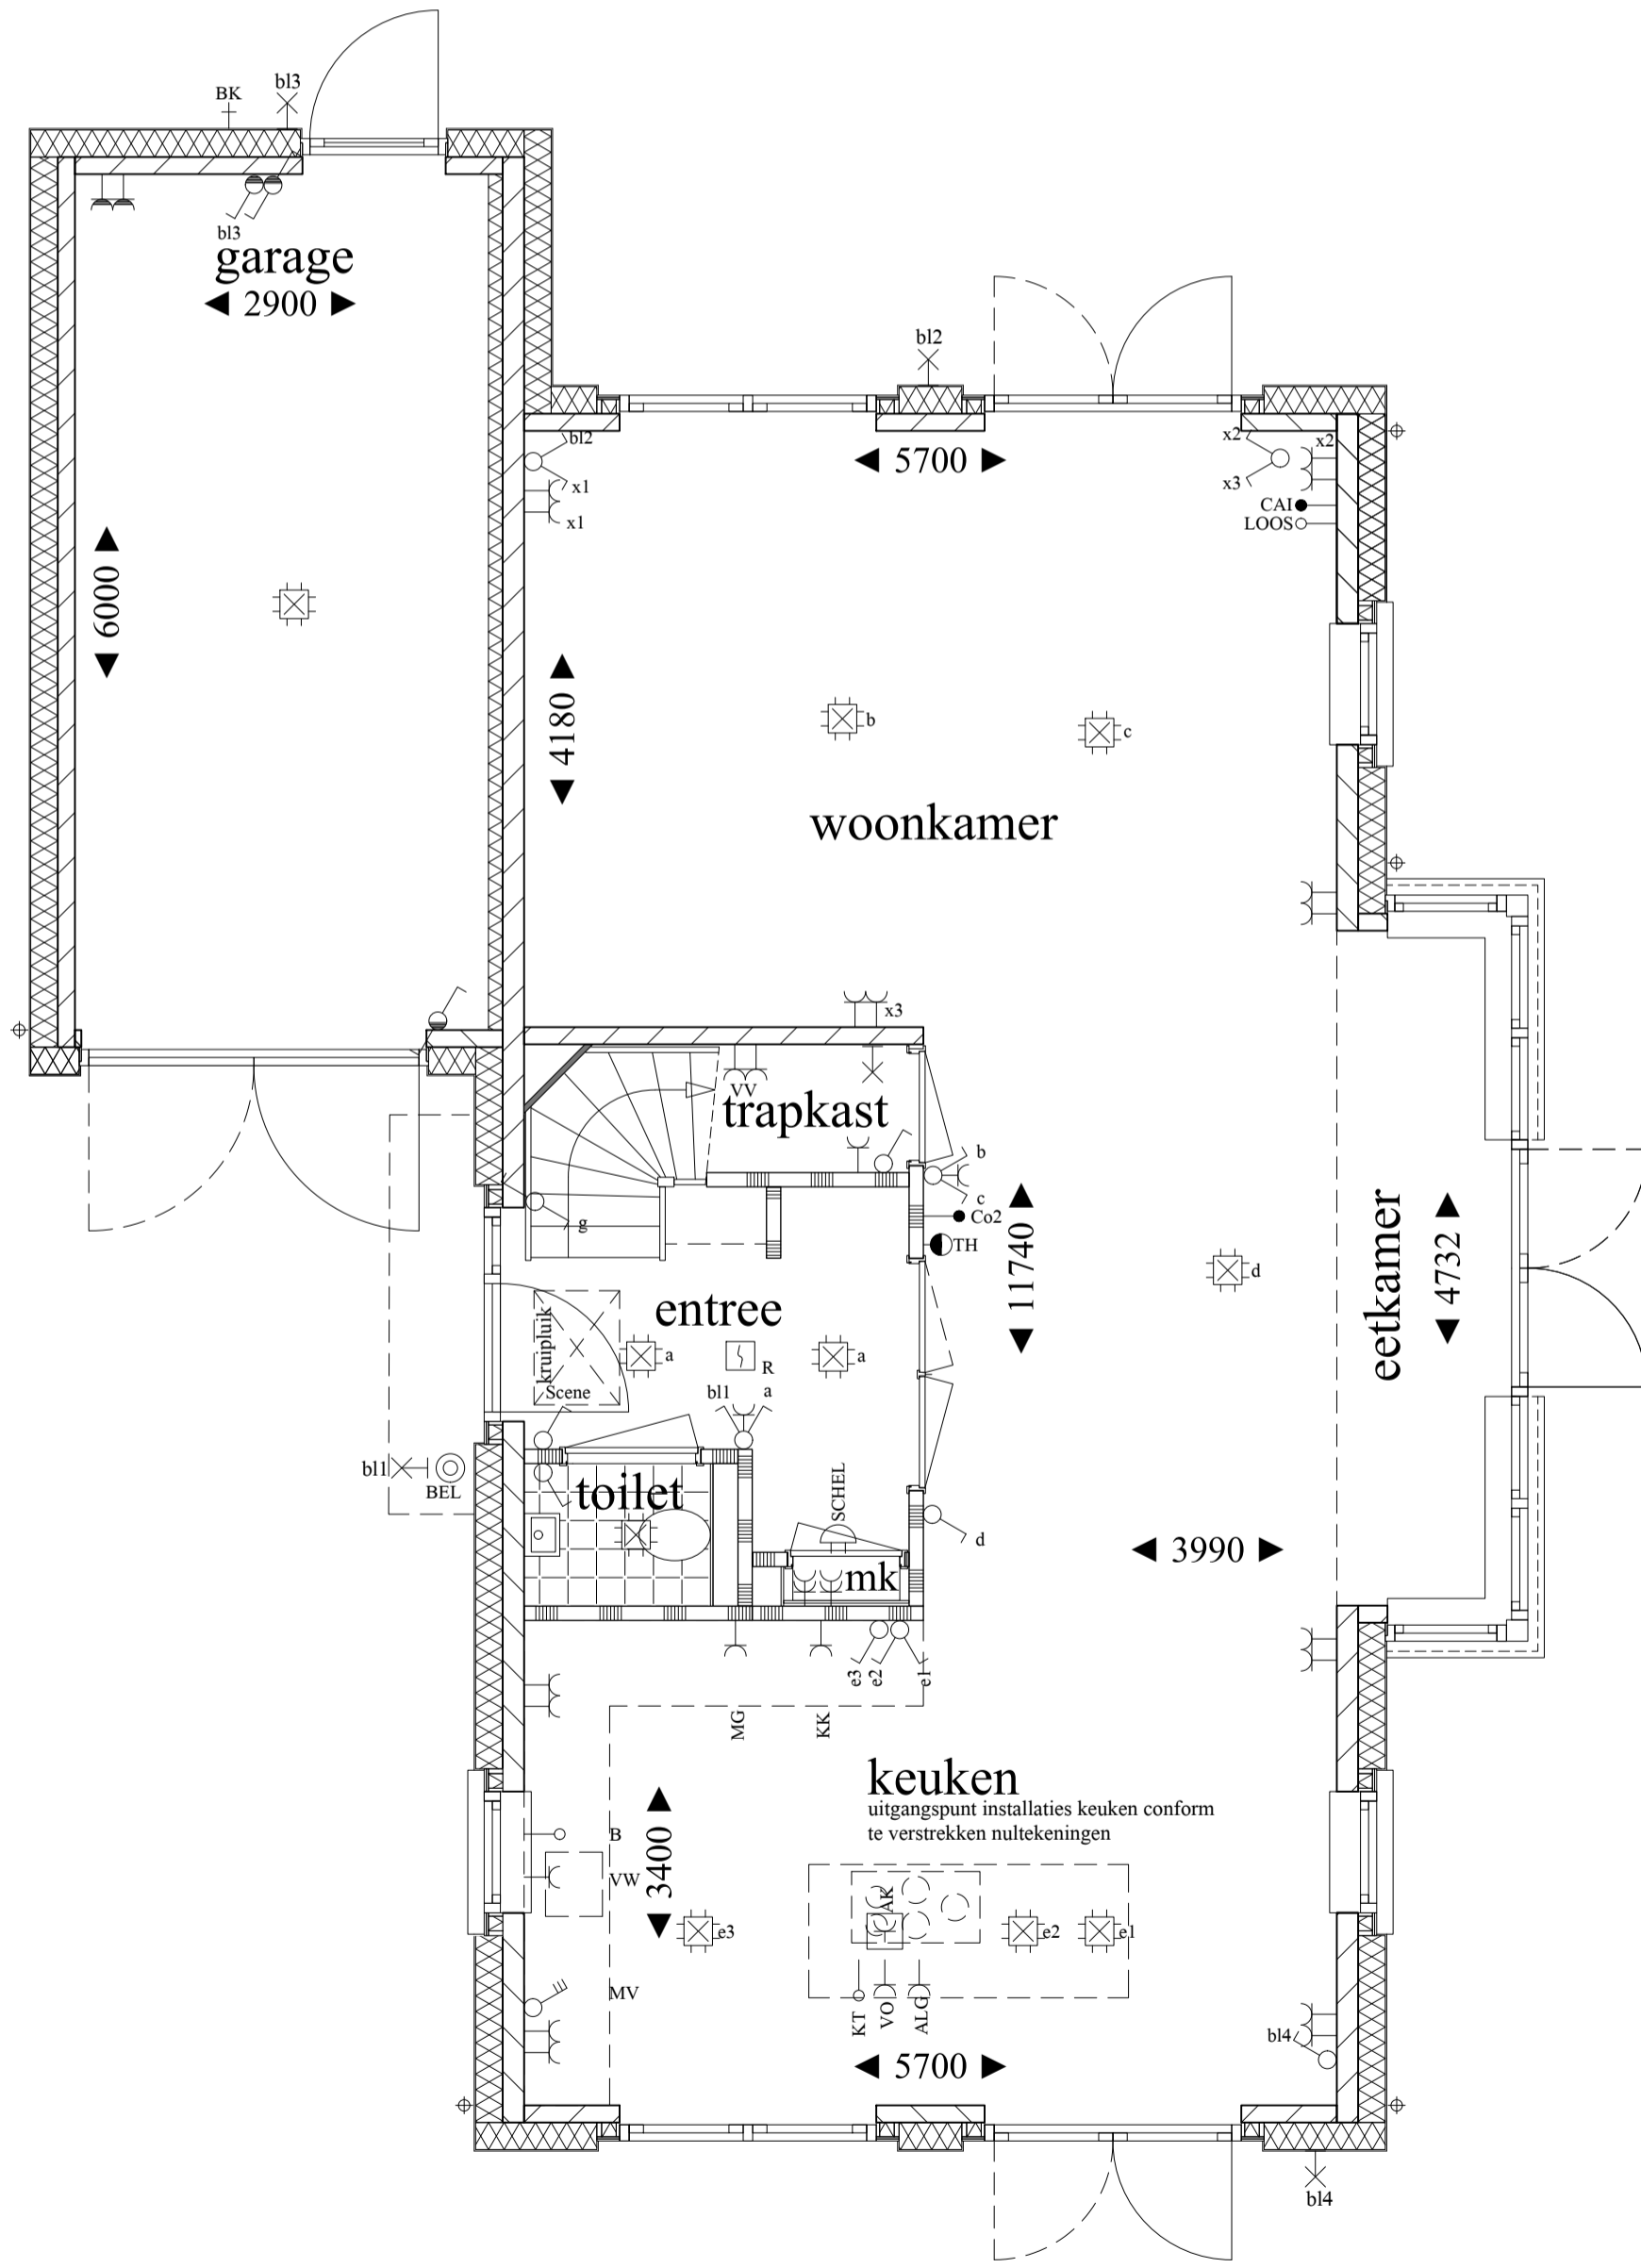 bl3
BK
bl3
garage
2900
bl2
bl2
5700
x2
x2
x1
x3
x1
CAI
LOOS
6000
4180
b
c
woonkamer
x3
VV
trapkast
b
c
Co2
g
TH
11740
4732
eetkamer
d
entree
kruipluik
a
R
a
Scene
bl1
a
bl1
BEL
toilet
SCHEL
d
3990
mk
e3
e2
e1
MG
KK
keuken
uitgangspunt installaties keuken conform
te verstrekken nultekeningen
B
3400
VW
AK
e3
e2
e1
MV
KT
VO
ALG
bl4
5700
bl4